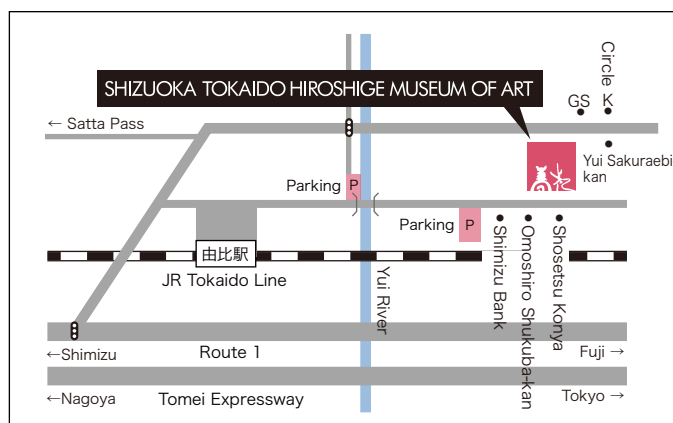 Circle K
GS
SHIZUOKA TOKAIDO HIROSHIGE MUSEUM OF ART
← Satta Pass
Yui Sakuraebi
kan
Parking P
Parking P
由比駅
JR Tokaido Line
Yui River
Shimizu Bank
Omoshiro Shukuba-kan
Shosetsu Konya
←Shimizu
Route 1
Fuji →
←Nagoya
Tomei Expressway
Tokyo →